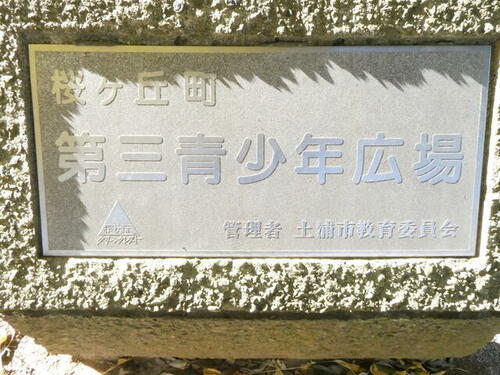 桜ケ丘町
第三青少年広場
管理者 土浦市教育委員会